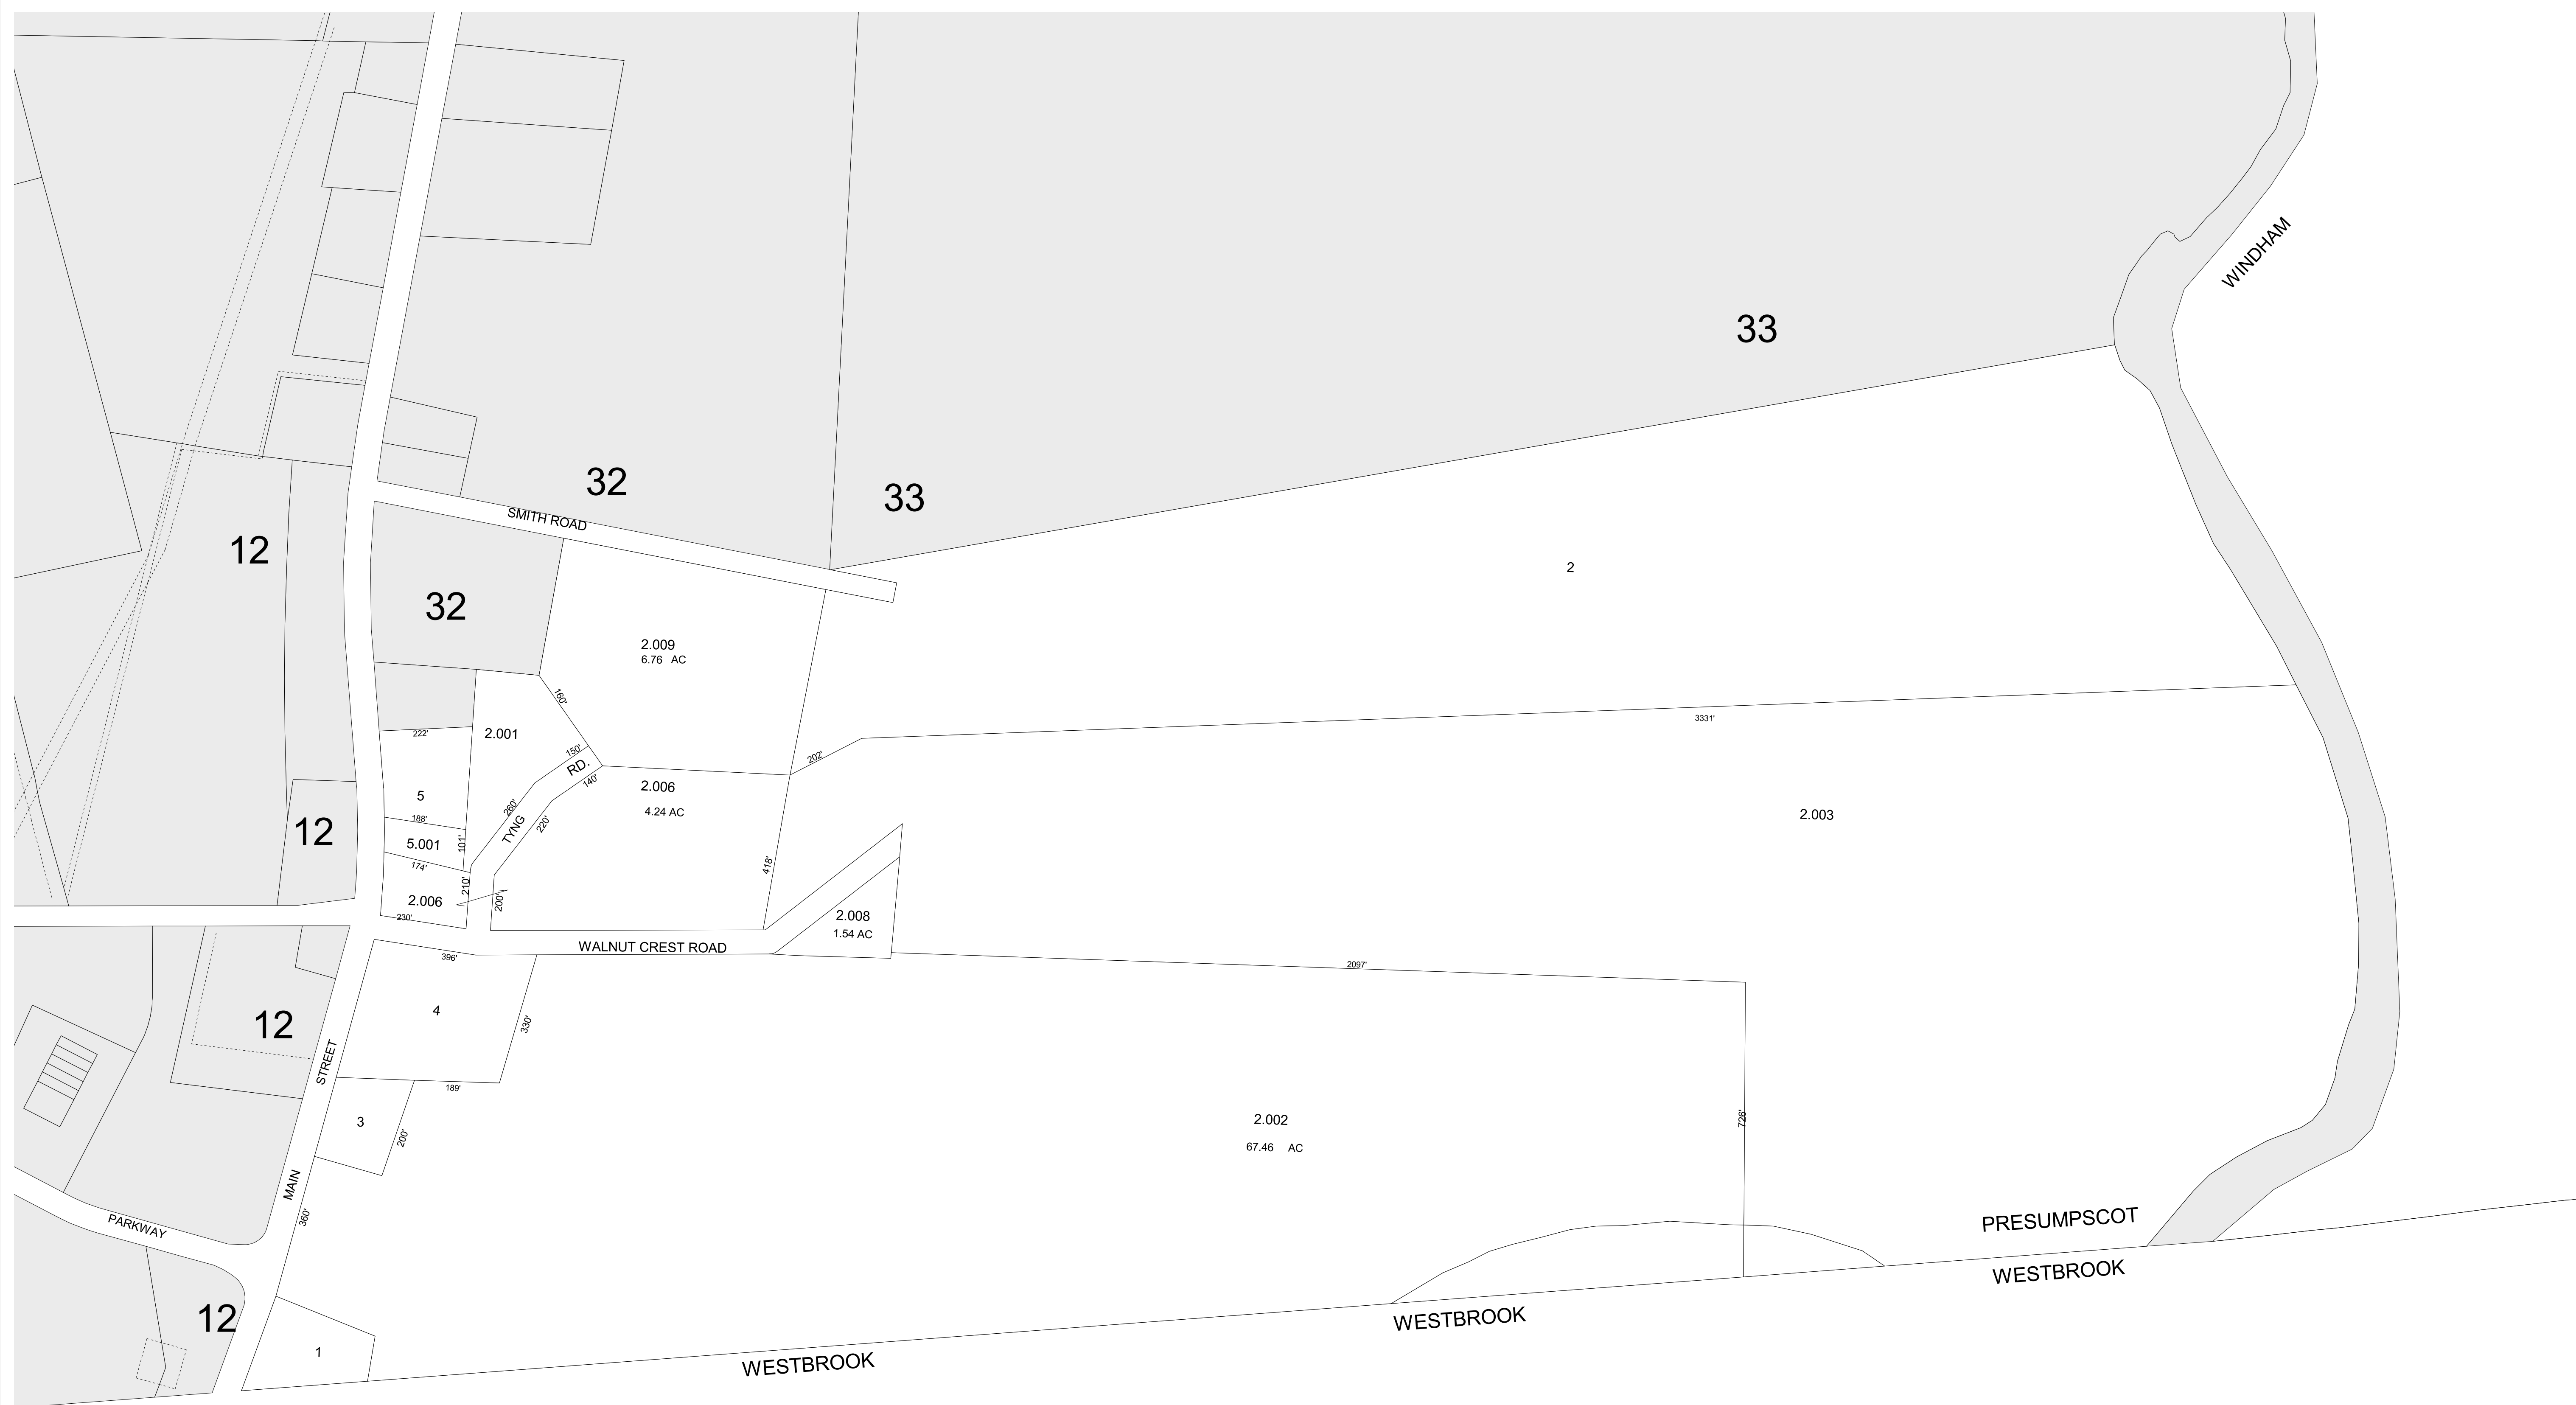 WINDHAM
33
32
33
SMITH ROAD
12
2
32
2.009
6.76 AC
160'
3331'
222'
2.001
150'
RD.
202'
140'
2.006
4.24 AC
5
260'
2.003
188'
TYNG
220'
12
5.001
101'
174'
418'
210'
2.006
200'
230'
2.008
1.54 AC
WALNUT CREST ROAD
396'
2097'
4
12
330'
STREET
189'
3
200'
726'
2.002
67.46 AC
MAIN
360'
PARKWAY
PRESUMPSCOT
WESTBROOK
12
WESTBROOK
1
WESTBROOK